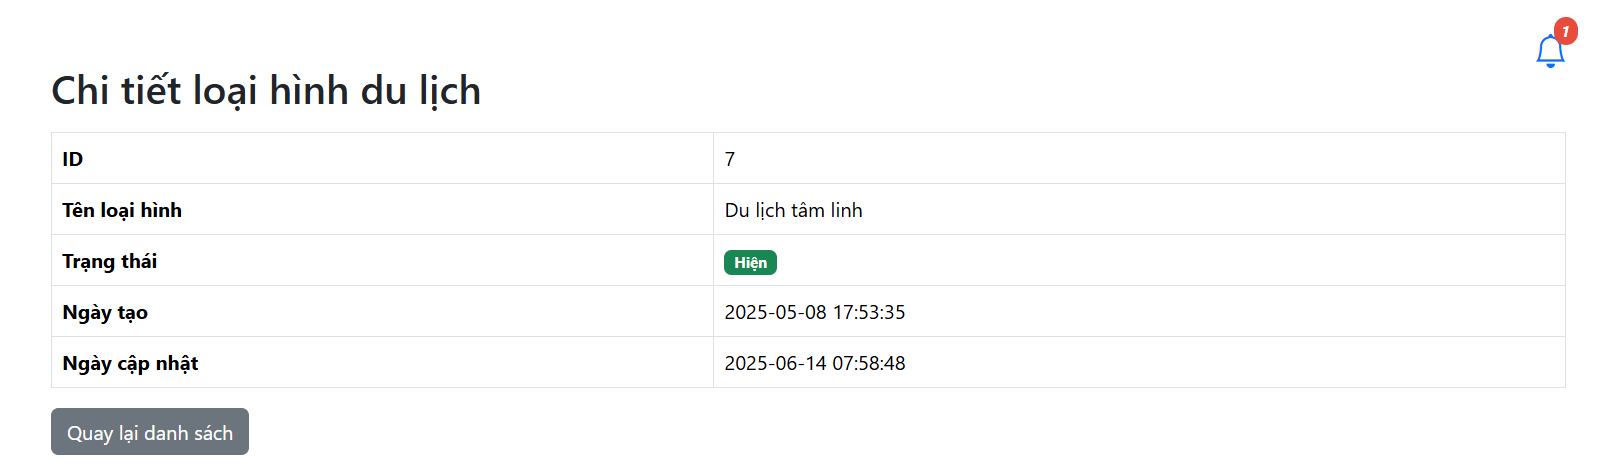 1
Chi tiết loại hình du lịch
ID 7
Tên loại hình Du lịch tâm linh
Trạng thái Hiện
Ngày tạo 2025-05-08 17:53:35
Ngày cập nhật 2025-06-14 07:58:48
Quay lại danh sách